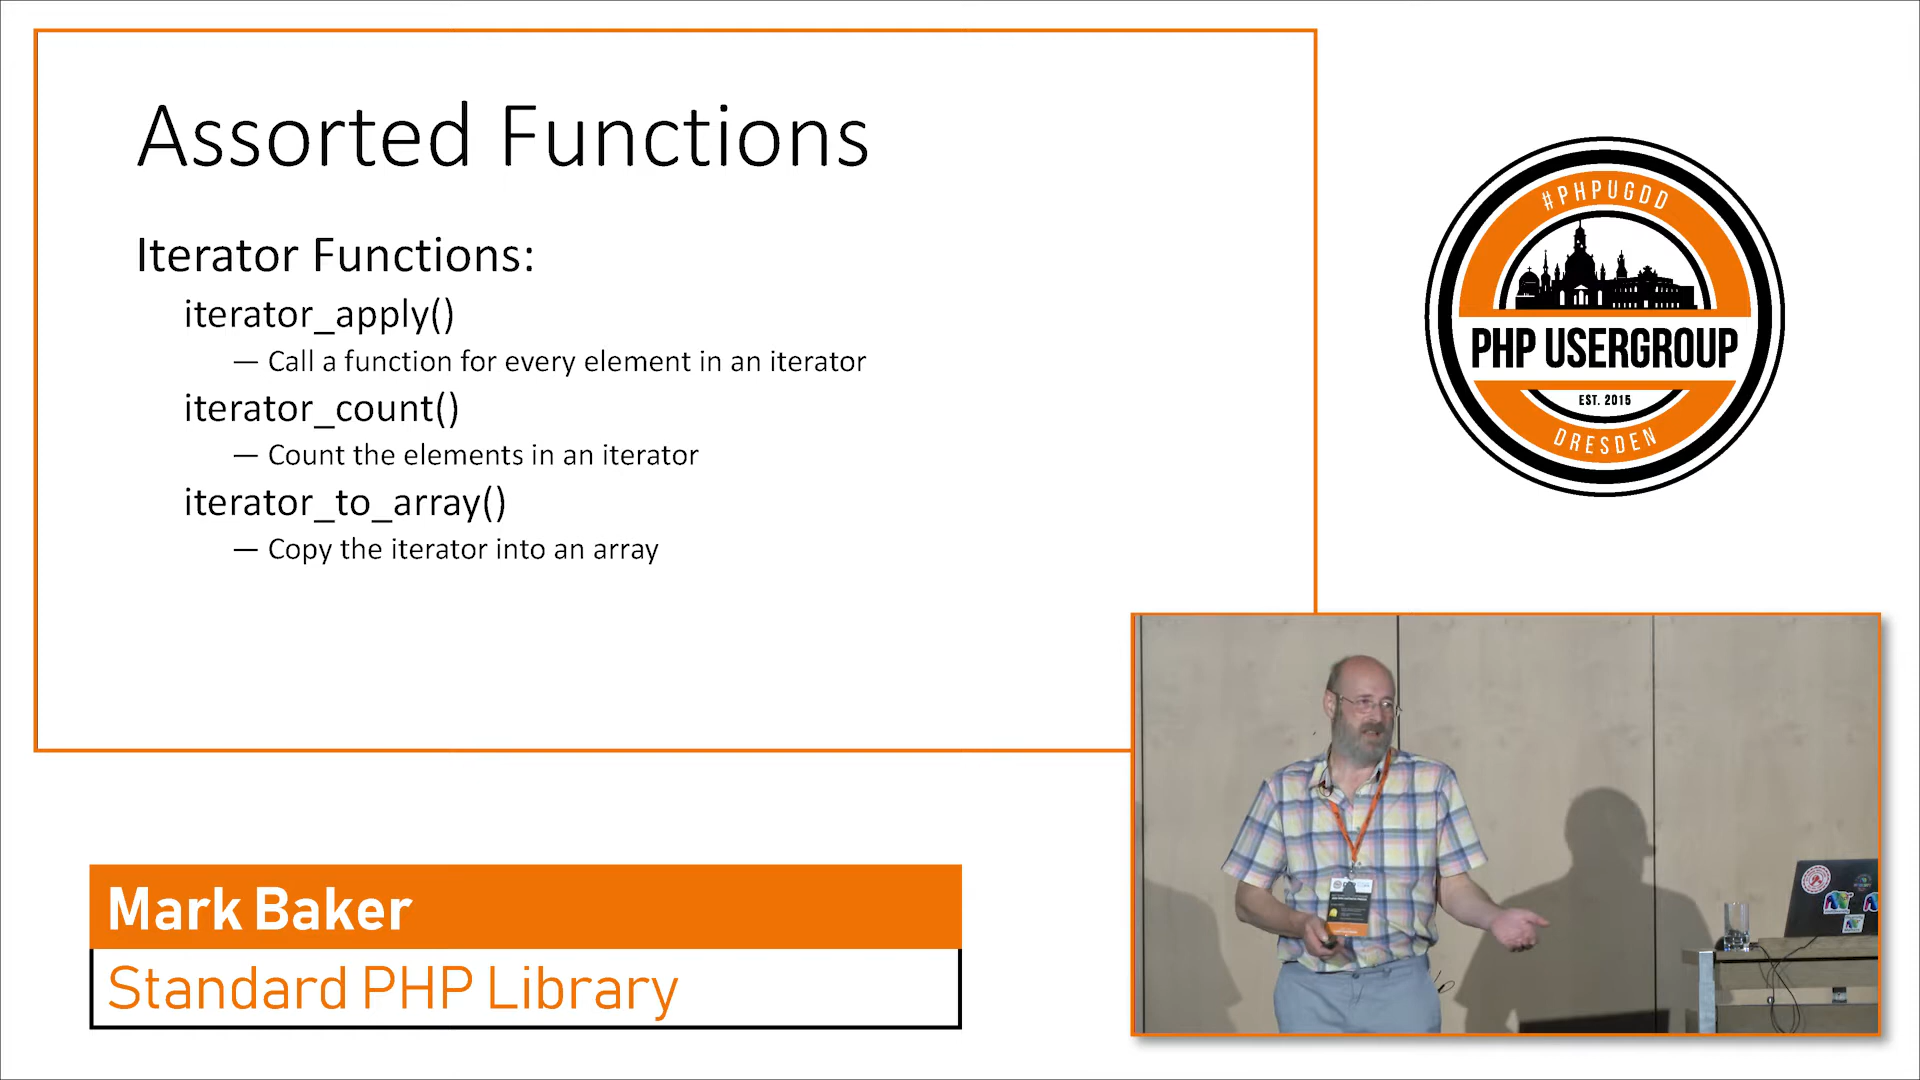 Assorted Functions
Iterator Functions:
iterator_apply()
— Call a function for every element in an iterator
iterator_count()
— Count the elements in an iterator
iterator_to_array()
— Copy the iterator into an array
#PHPUGDD
PHP USERGROUP
EST. 2015
DRESDEN
Mark Baker
Standard PHP Library